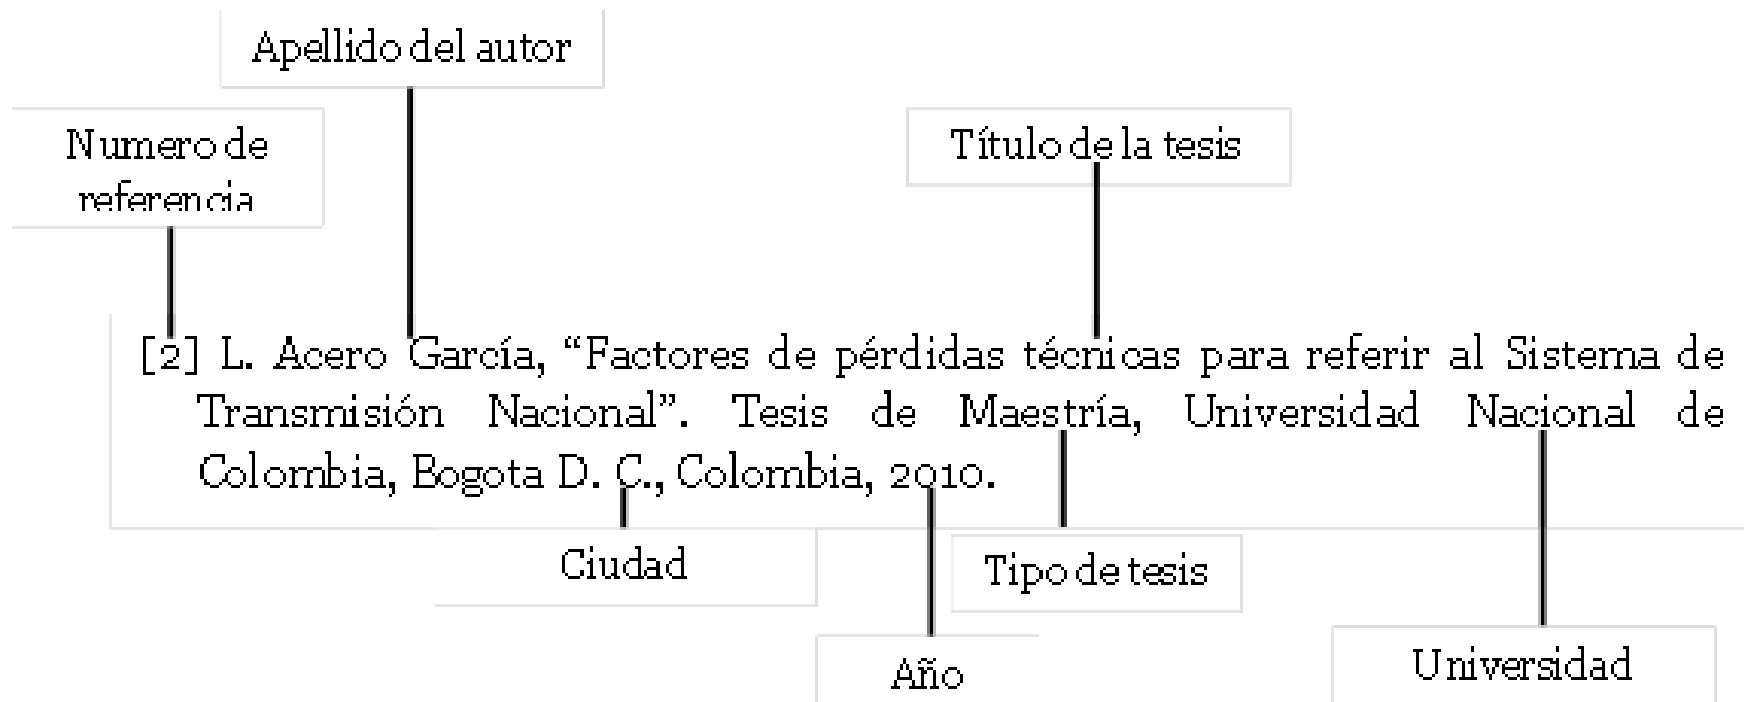 Apellido del autor
Numero de
referencia
Título de la tesis
[2] L. Acero García, “Factores de pérdidas técnicas para referir al Sistema de
Transmisión Nacional”. Tesis de Maestría, Universidad Nacional de
Colombia, Bogota D. C., Colombia, 2010.
Ciudad
Tipo de tesis
Año
Universidad